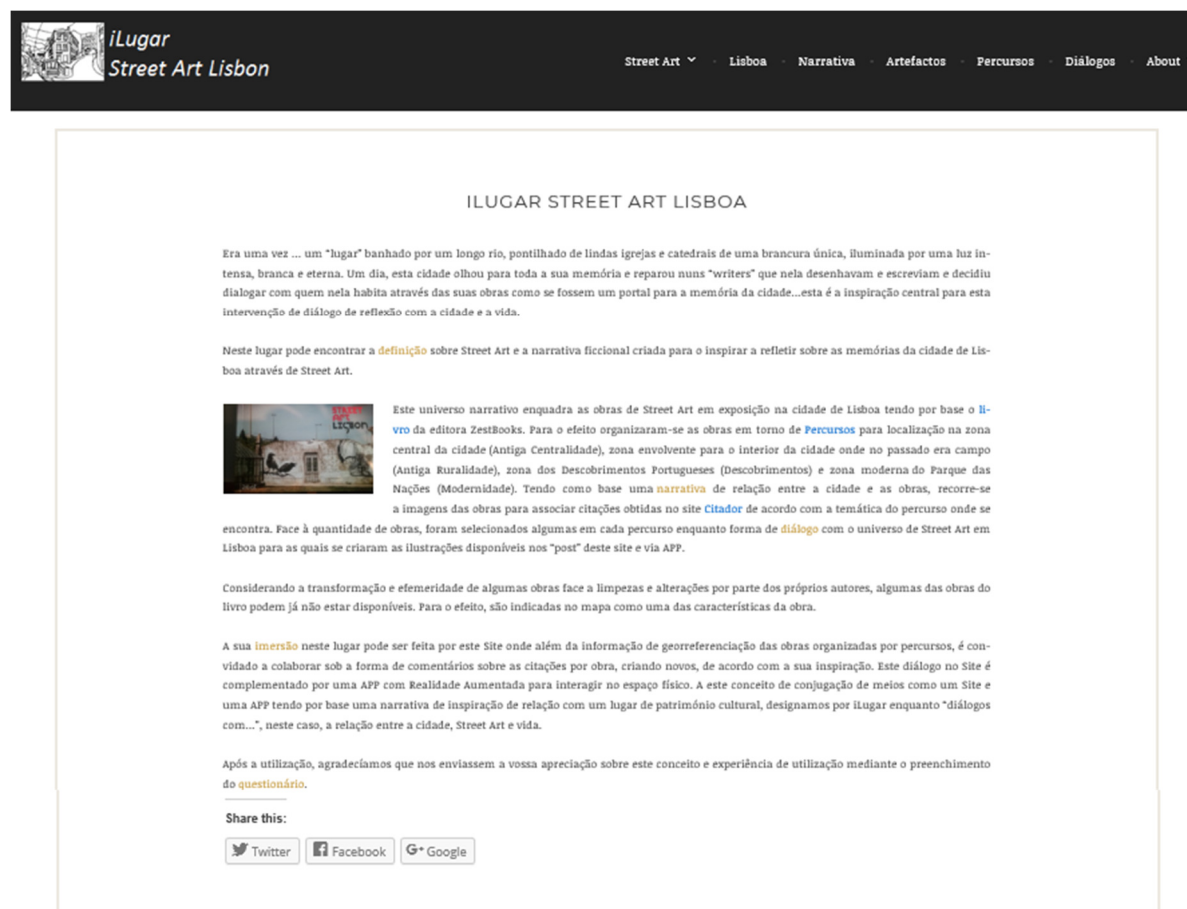 iLugar
Street Art Lisbon
Street Art Lisboa Narrativa Artefactos Percursos Diálogos About
ILUGAR STREET ART LISBOA
Era uma vez ... um “lugar” banhado por um longo rio, pontilhado de lindas igrejas e catedrais de uma brancura única, iluminada por uma luz in-
tensa, branca e eterna. Um dia, esta cidade olhou para toda a sua memória e reparou nuns “writers” que nela desenhavam e escreviam e decidiu
dialogar com quem nela habita através das suas obras como se fossem um portal para a memória da cidade...esta é a inspiração central para esta
intervenção de diálogo de reflexão com a cidade e a vida.
Neste lugar pode encontrar a definição sobre Street Art e a narrativa ficcional criada para o inspirar a refletir sobre as memórias da cidade de Lis-
boa através de Street Art.
STREET
ART
LISBON
Este universo narrativo enquadra as obras de Street Art em exposição na cidade de Lisboa tendo por base o li-
vro da editora ZestBooks. Para o efeito organizaram-se as obras em torno de Percursos para localização na zona
central da cidade (Antiga Centralidade), zona envolvente para o interior da cidade onde no passado era campo
(Antiga Ruralidade), zona dos Descobrimentos Portugueses (Descobrimentos) e zona moderna do Parque das
Nações (Modernidade). Tendo como base uma narrativa de relação entre a cidade e as obras, recorre-se
a imagens das obras para associar citações obtidas no site Citador de acordo com a temática do percurso onde se
encontra. Face à quantidade de obras, foram selecionados algumas em cada percurso enquanto forma de diálogo com o universo de Street Art em
Lisboa para as quais se criaram as ilustrações disponíveis nos “post” deste site e via APP.
Considerando a transformação e efemeridade de algumas obras face a limpezas e alterações por parte dos próprios autores, algumas das obras do
livro podem já não estar disponíveis. Para o efeito, são indicadas no mapa como uma das características da obra.
A sua imersão neste lugar pode ser feita por este Site onde além da informação de georreferenciação das obras organizadas por percursos, é con-
vidado a colaborar sob a forma de comentários sobre as citações por obra, criando novos, de acordo com a sua inspiração. Este diálogo no Site é
complementado por uma APP com Realidade Aumentada para interagir no espaço físico. A este conceito de conjugação de meios como um Site e
uma APP tendo por base uma narrativa de inspiração de relação com um lugar de património cultural, designamos por iLugar enquanto “diálogos
com...”, neste caso, a relação entre a cidade, Street Art e vida.
Após a utilização, agradecíamos que nos enviassem a vossa apreciação sobre este conceito e experiência de utilização mediante o preenchimento
do questionário.
Share this:
Twitter Facebook G+ Google